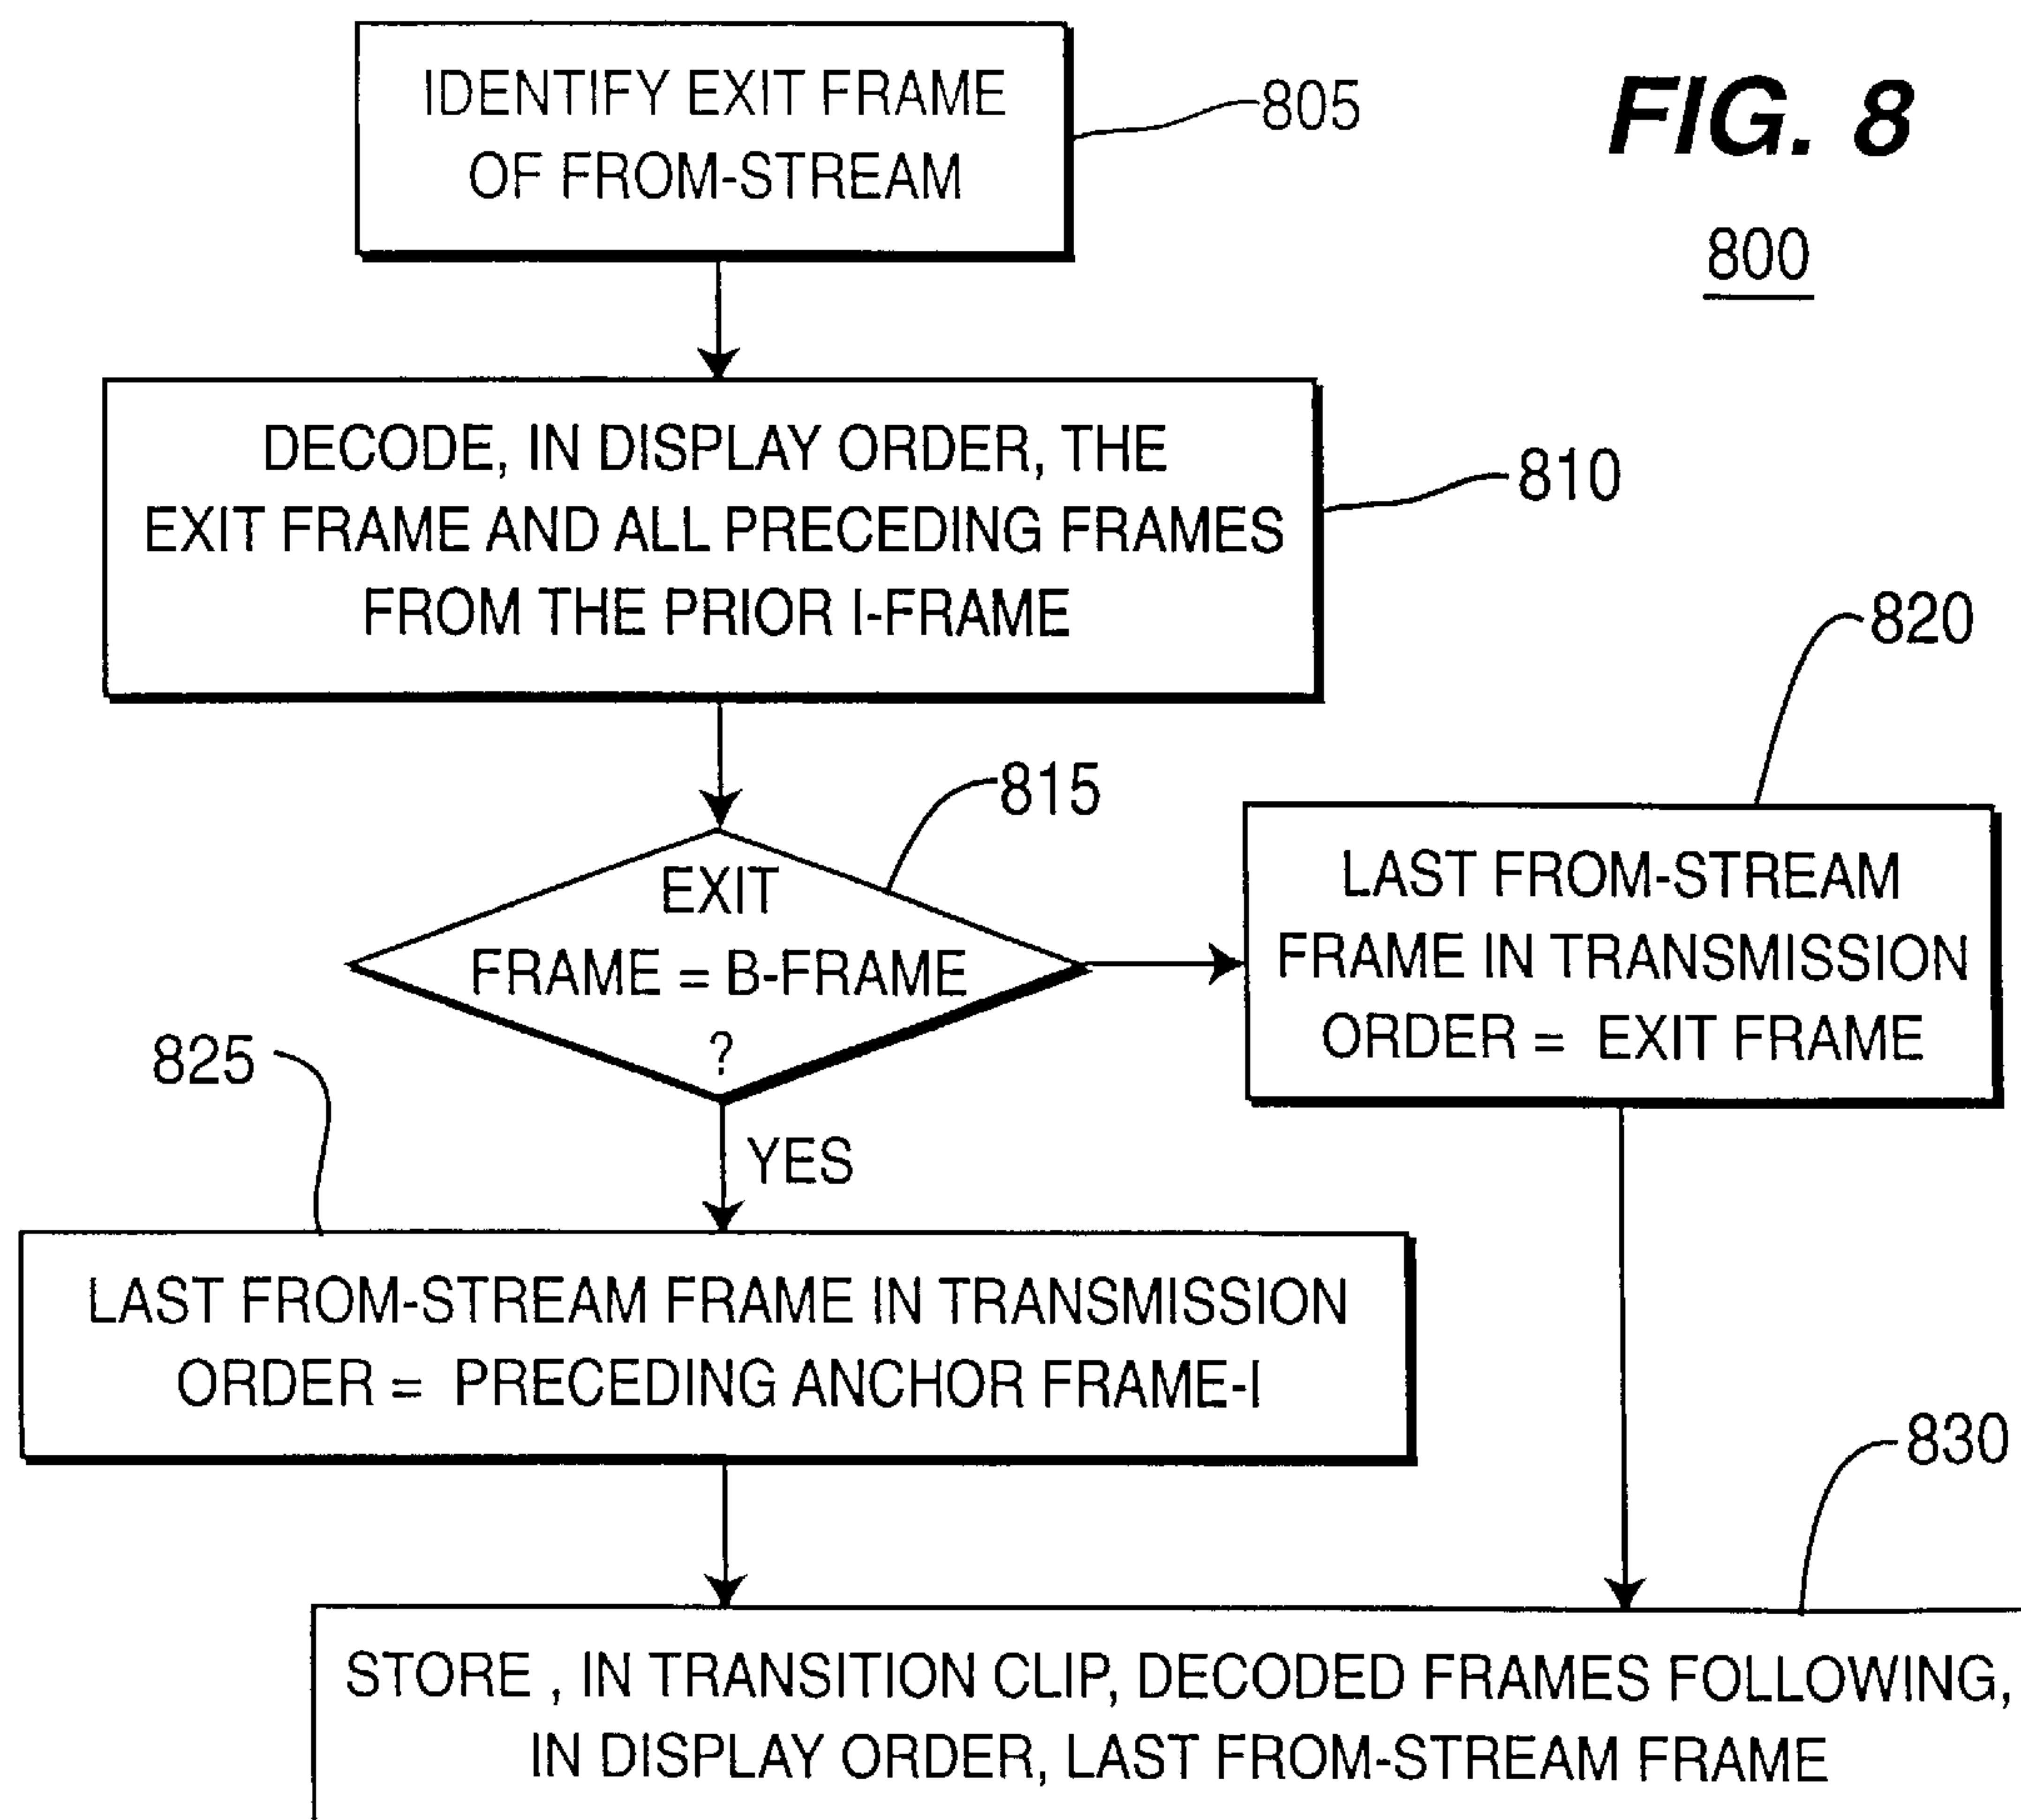 FIG. 8
800
IDENTIFY EXIT FRAME
OF FROM-STREAM
805
DECODE, IN DISPLAY ORDER, THE
EXIT FRAME AND ALL PRECEDING FRAMES
FROM THE PRIOR I-FRAME
810
EXIT
FRAME = B-FRAME
?
815
820
LAST FROM-STREAM
FRAME IN TRANSMISSION
ORDER = EXIT FRAME
YES
825
LAST FROM-STREAM FRAME IN TRANSMISSION
ORDER = PRECEDING ANCHOR FRAME-I
830
STORE , IN TRANSITION CLIP, DECODED FRAMES FOLLOWING,
IN DISPLAY ORDER, LAST FROM-STREAM FRAME